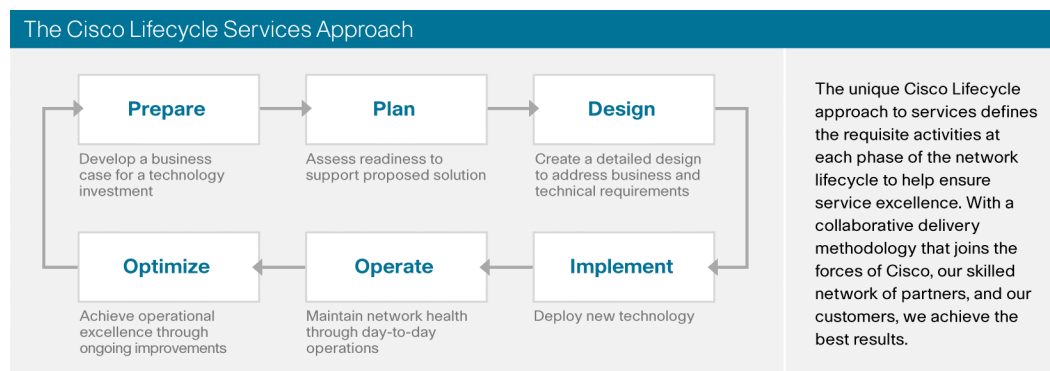 The Cisco Lifecycle Services Approach
Prepare
Develop a business
case for a technology
investment
Plan
Assess readiness to
support proposed solution
Design
Create a detailed design
to address business and
technical requirements
Optimize
Achieve operational
excellence through
ongoing improvements
Operate
Maintain network health
through day-to-day
operations
Implement
Deploy new technology
The unique Cisco Lifecycle
approach to services defines
the requisite activities at
each phase of the network
lifecycle to help ensure
service excellence. With a
collaborative delivery
methodology that joins the
forces of Cisco, our skilled
network of partners, and our
customers, we achieve the
best results.